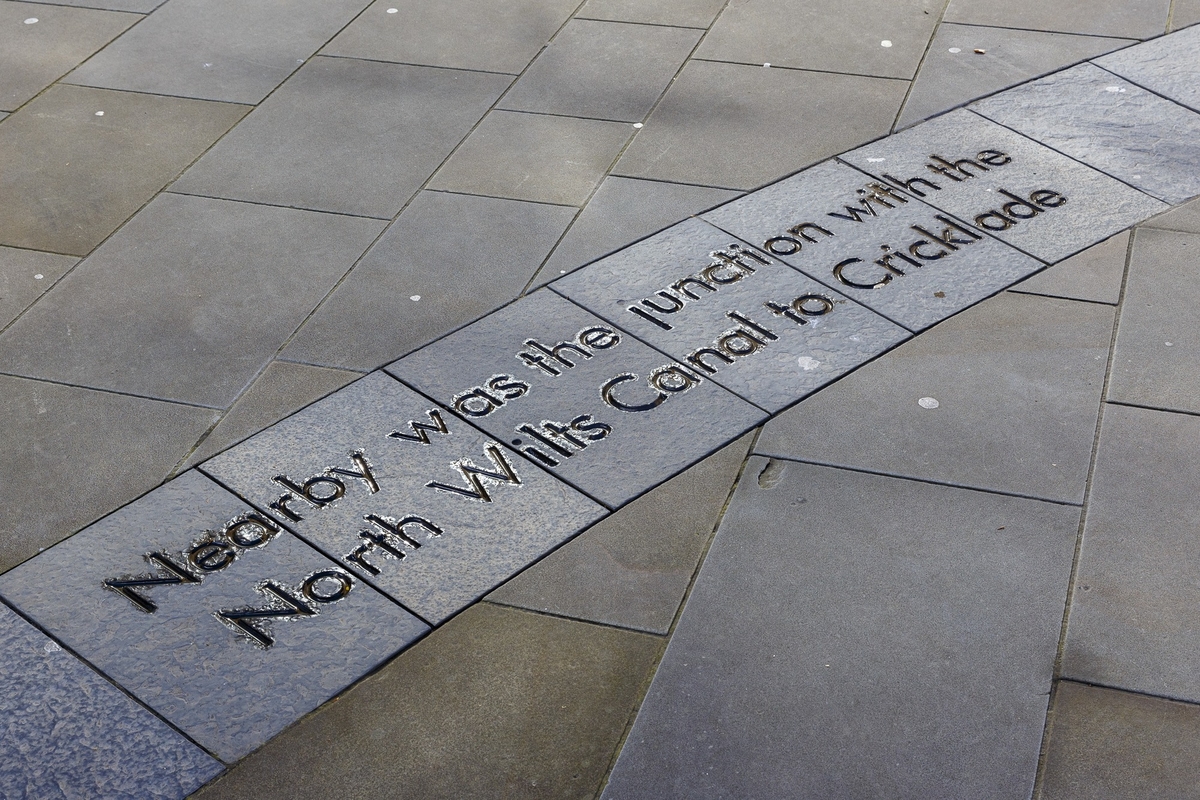 Nearby was the junction with the
North Wilts Canal to Cricklade